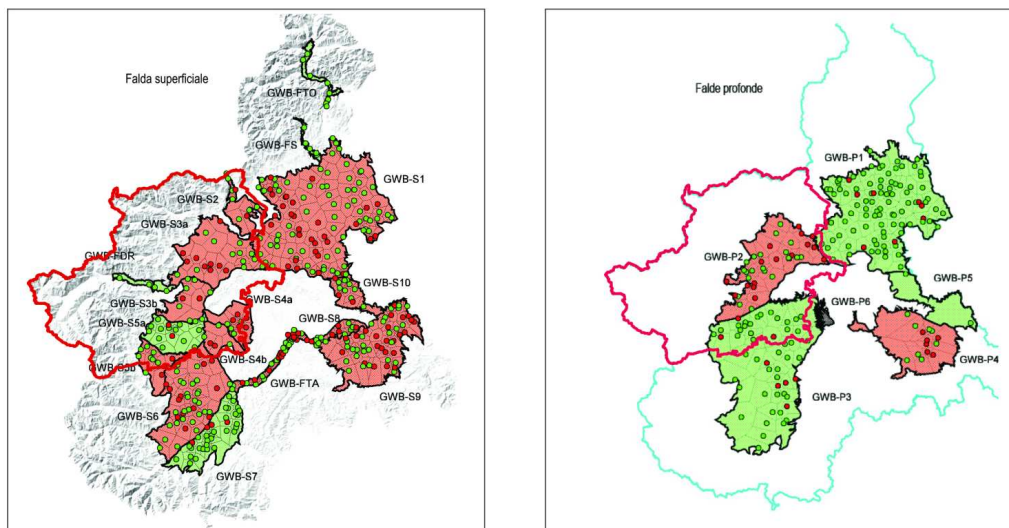 Falda superficiale
GWB-FTO
GWB-FS
GWB-S1
GWB-S2
GWB-S3a
GWB-FDR
GWB-S10
GWB-S4a
GWB-S3b
GWB-S8
GWB-S5a
GWB-S4b
GWB-S5b
GWB-FTA
GWB-S9
GWB-S6
GWB-S7
Falde profonde
GWB-P1
GWB-P2
GWB-P5
GWB-P6
GWB-P4
GWB-P3